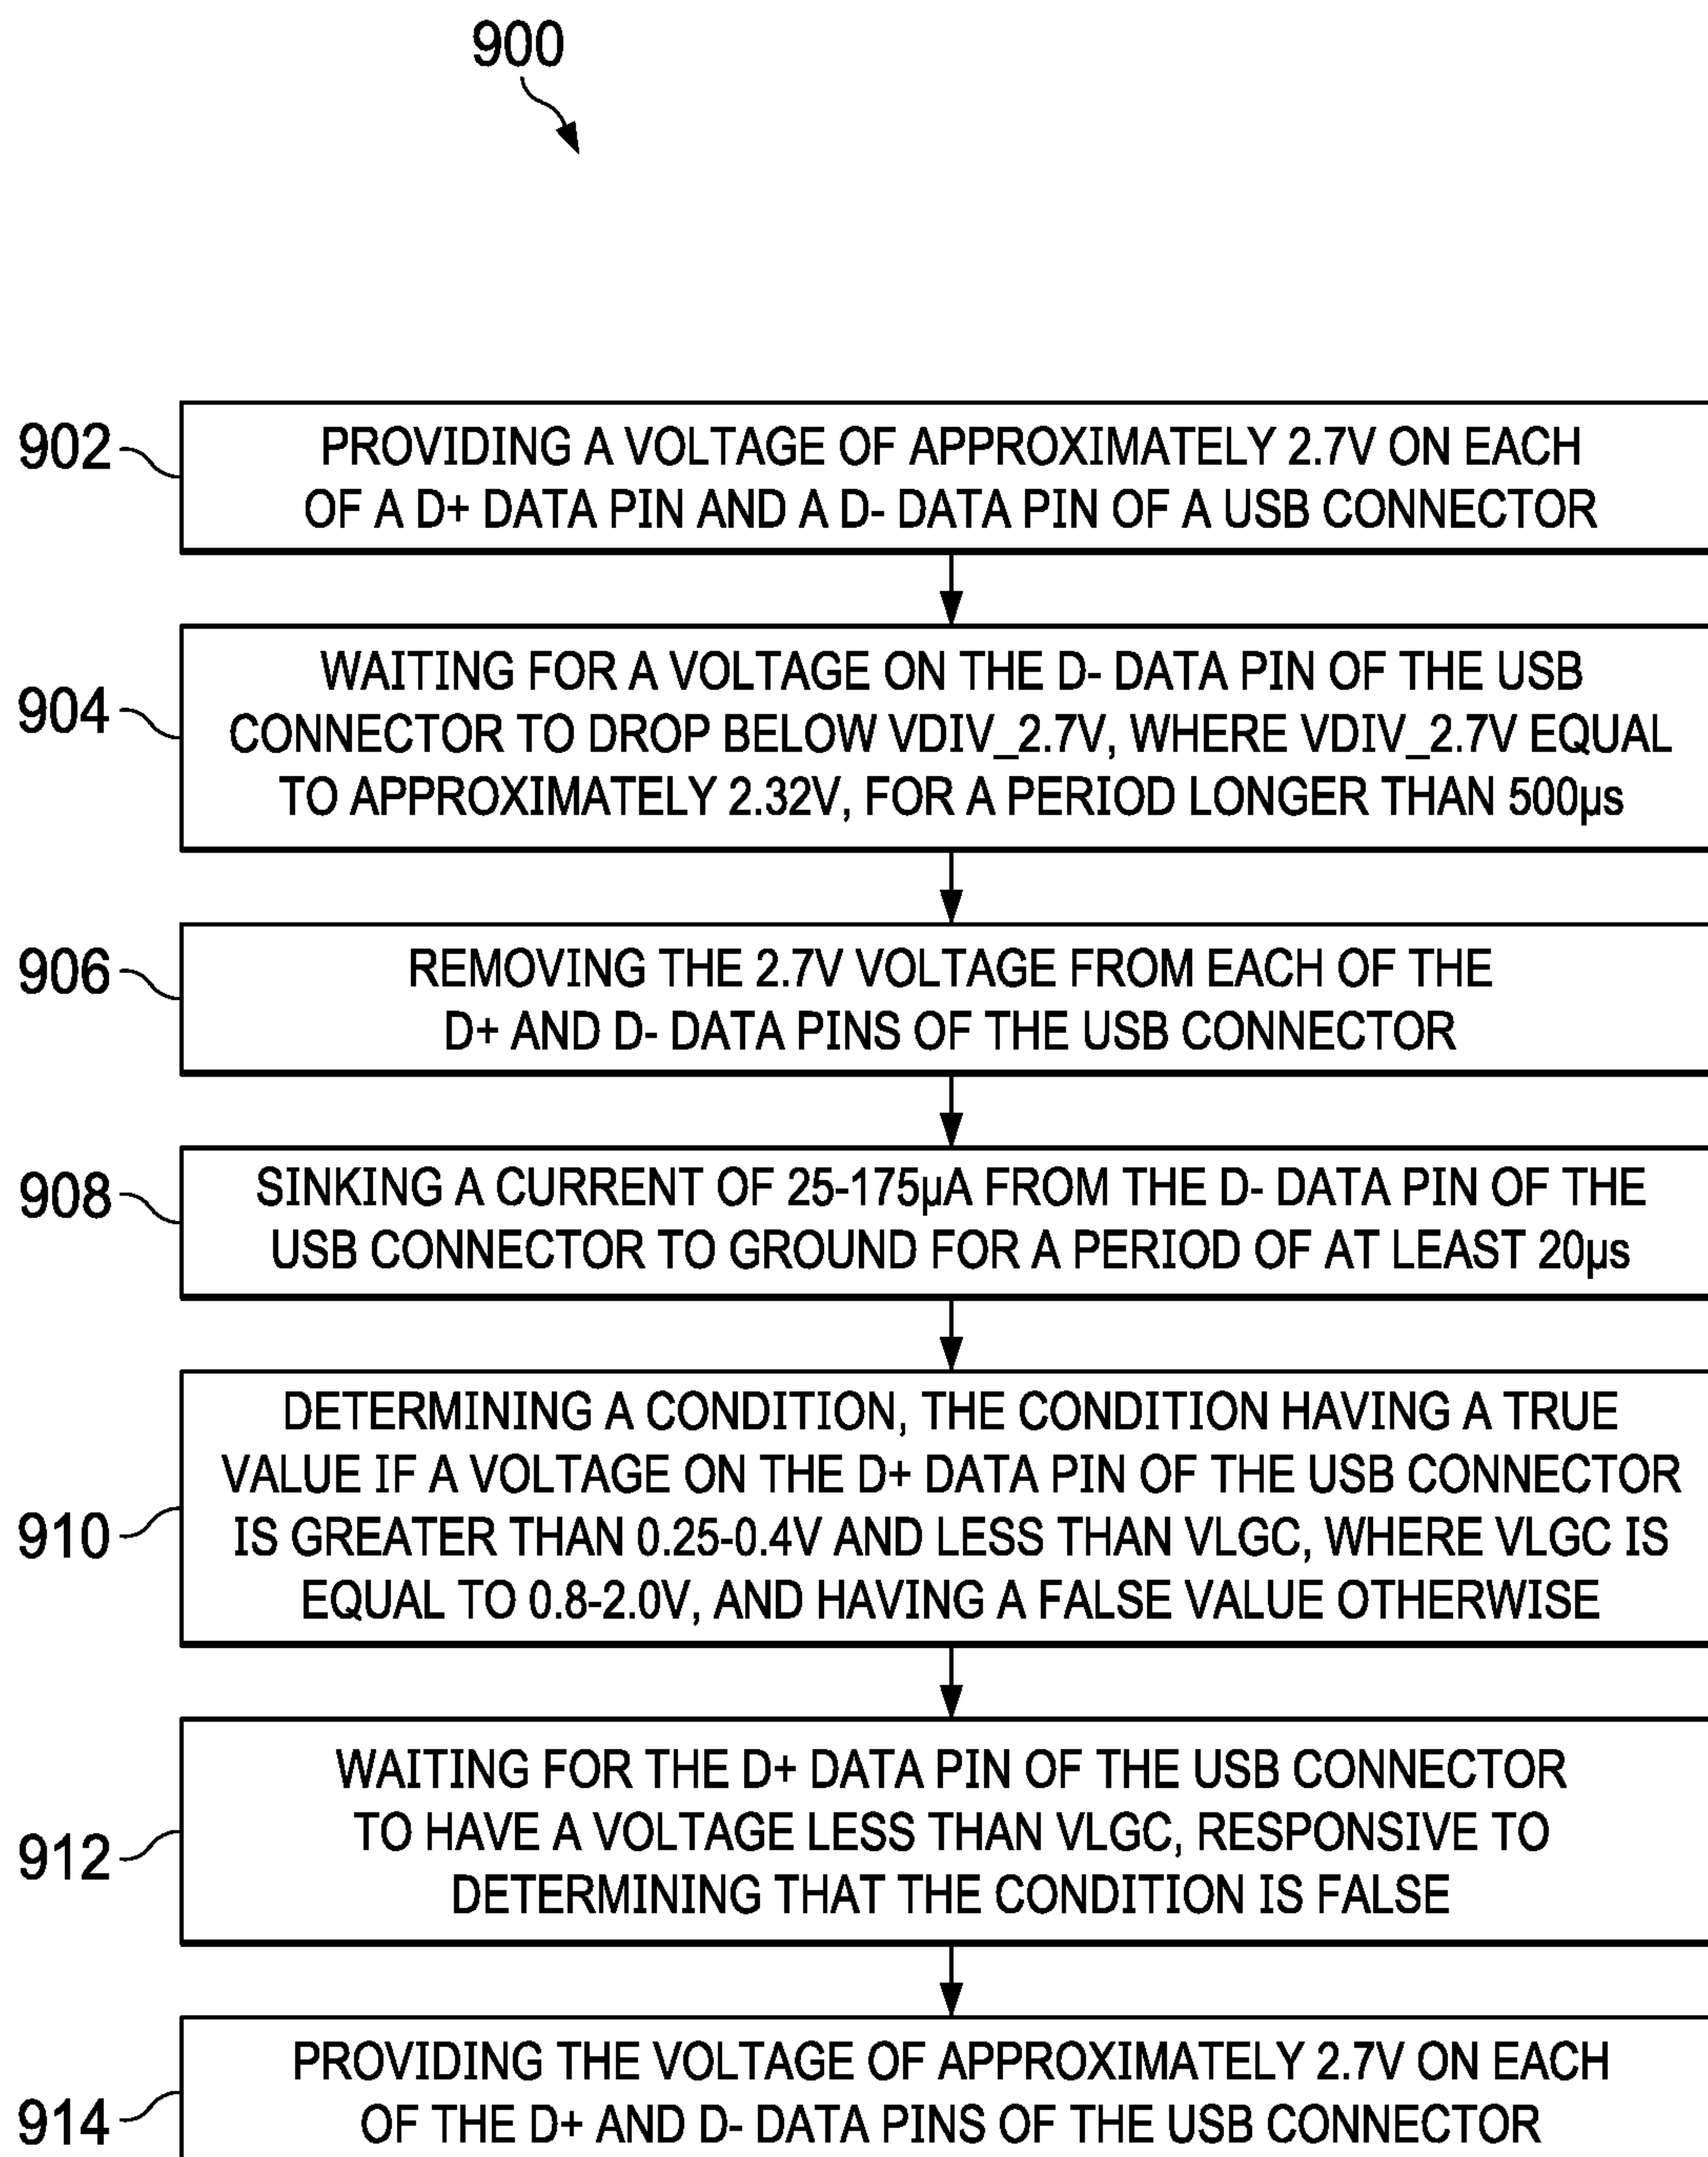 900
902
PROVIDING A VOLTAGE OF APPROXIMATELY 2.7V ON EACH
OF A D+ DATA PIN AND A D- DATA PIN OF A USB CONNECTOR
904
WAITING FOR A VOLTAGE ON THE D- DATA PIN OF THE USB
CONNECTOR TO DROP BELOW VDIV_2.7V, WHERE VDIV_2.7V EQUAL
TO APPROXIMATELY 2.32V, FOR A PERIOD LONGER THAN 500µs
906
REMOVING THE 2.7V VOLTAGE FROM EACH OF THE
D+ AND D- DATA PINS OF THE USB CONNECTOR
908
SINKING A CURRENT OF 25-175µA FROM THE D- DATA PIN OF THE
USB CONNECTOR TO GROUND FOR A PERIOD OF AT LEAST 20µs
910
DETERMINING A CONDITION, THE CONDITION HAVING A TRUE
VALUE IF A VOLTAGE ON THE D+ DATA PIN OF THE USB CONNECTOR
IS GREATER THAN 0.25-0.4V AND LESS THAN VLGC, WHERE VLGC IS
EQUAL TO 0.8-2.0V, AND HAVING A FALSE VALUE OTHERWISE
912
WAITING FOR THE D+ DATA PIN OF THE USB CONNECTOR
TO HAVE A VOLTAGE LESS THAN VLGC, RESPONSIVE TO
DETERMINING THAT THE CONDITION IS FALSE
914
PROVIDING THE VOLTAGE OF APPROXIMATELY 2.7V ON EACH
OF THE D+ AND D- DATA PINS OF THE USB CONNECTOR